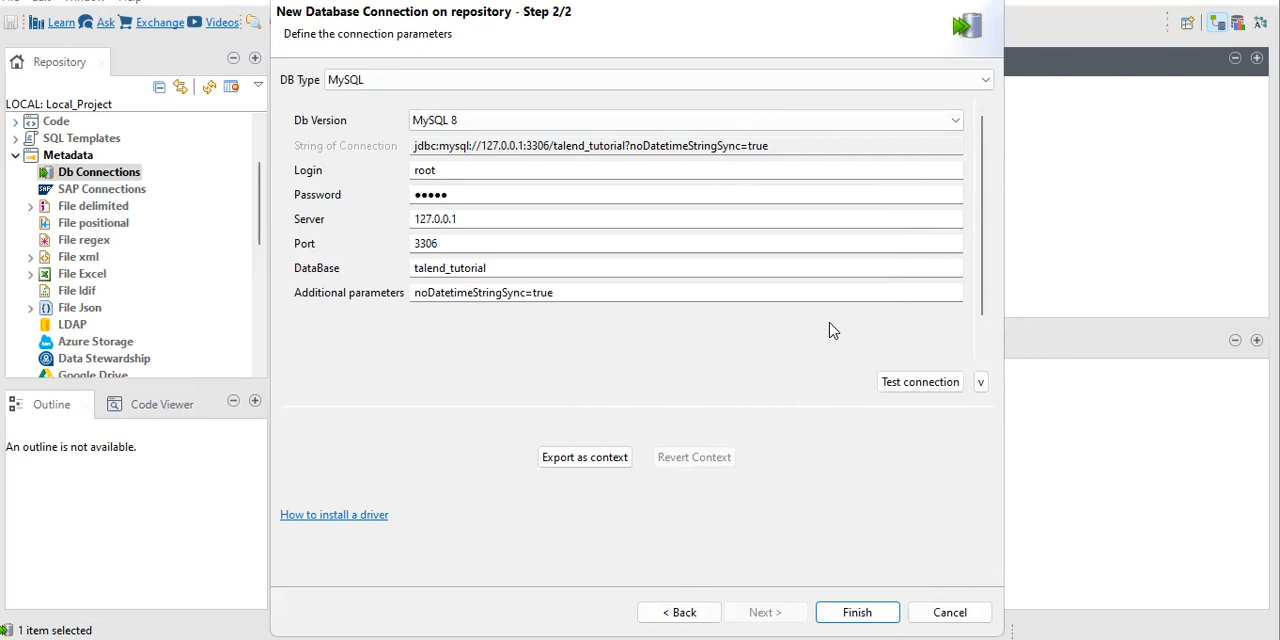 Learn Ask Exchange Videos
New Database Connection on repository - Step 2/2
Define the connection parameters
Repository
LOCAL: Local_Project
Code
SQL Templates
Metadata
Db Connections
SAP Connections
File delimited
File positional
File regex
File xml
File Excel
File ldif
File Json
LDAP
Azure Storage
Data Stewardship
Google Drive
Outline
Code Viewer
An outline is not available.
1 item selected
DB Type MySQL
Db Version MySQL 8
String of Connection jdbc:mysql://127.0.0.1:3306/talend_tutorial?noDatetimeStringSync=true
Login root
Password •••••
Server 127.0.0.1
Port 3306
DataBase talend_tutorial
Additional parameters noDatetimeStringSync=true
Test connection v
Export as context Revert Context
How to install a driver
< Back Next > Finish Cancel